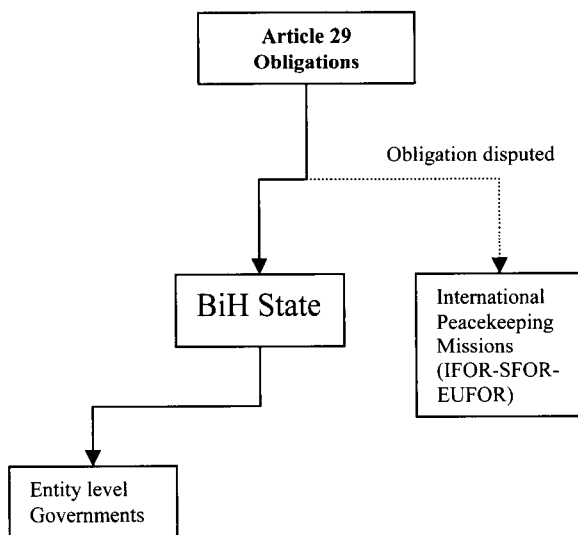 Article 29
Obligations
Obligation disputed
BiH State
International
Peacekeeping
Missions
(IFOR-SFOR-
EUFOR)
Entity level
Governments